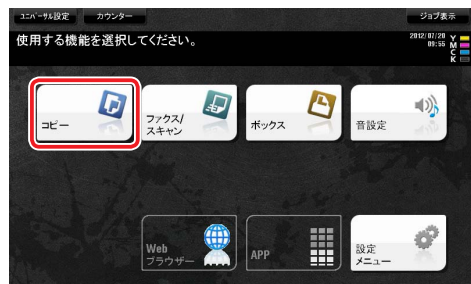 ユニバーサル設定 カウンター ジョブ表示
使用する機能を選択してください。
2012/07/20
09:55
Y
M
C
K
コピー
ファクス/
スキャン
ボックス
音設定
Web
ブラウザー
APP
設定
メニュー